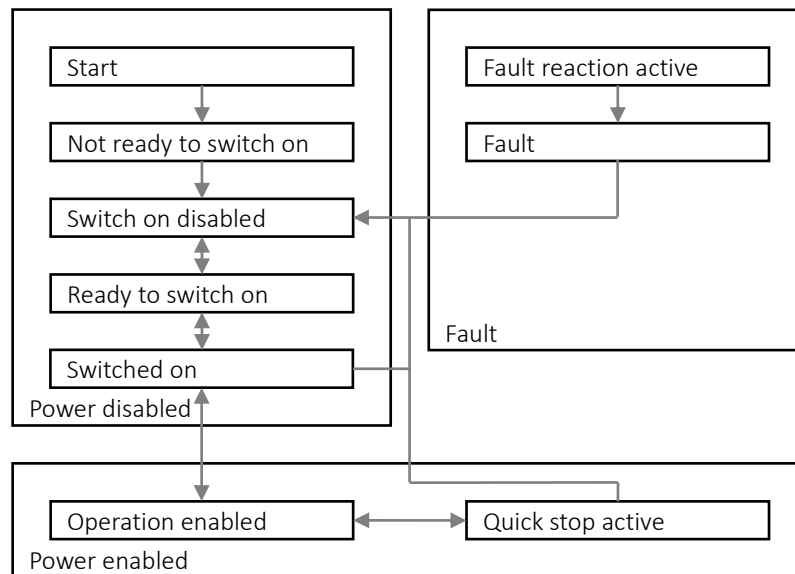 Start
Not ready to switch on
Switch on disabled
Ready to switch on
Switched on
Power disabled
Fault reaction active
Fault
Fault
Operation enabled
Quick stop active
Power enabled